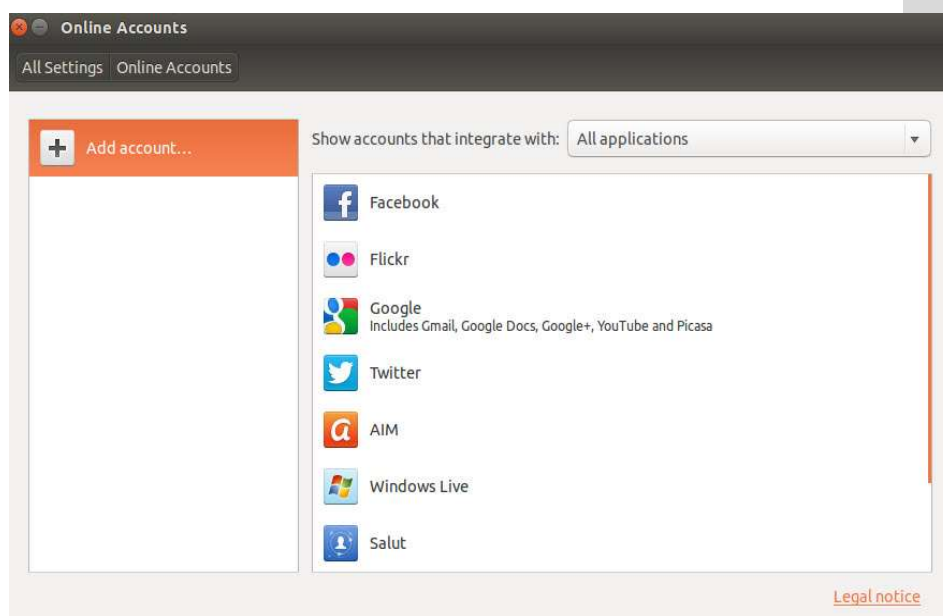 Online Accounts
All Settings Online Accounts
Add account...
Show accounts that integrate with: All applications
Facebook
Flickr
Google
Includes Gmail, Google Docs, Google+, YouTube and Picasa
Twitter
AIM
Windows Live
Salut
Legal notice